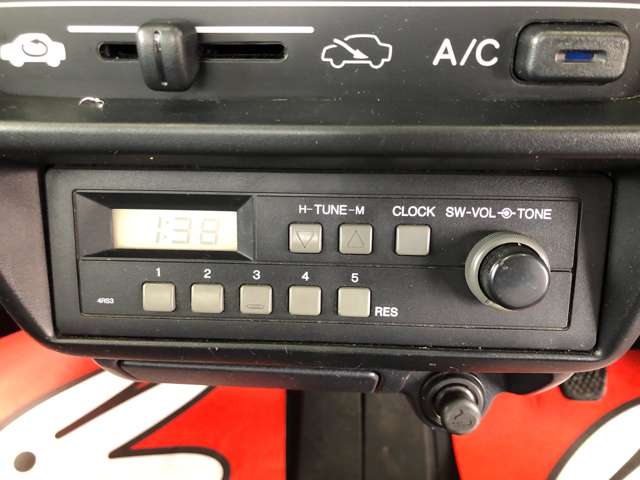 A/C
H-TUNE-M CLOCK SW-VOL TONE
1:38
1 2 3 4 5
4RS3
RES